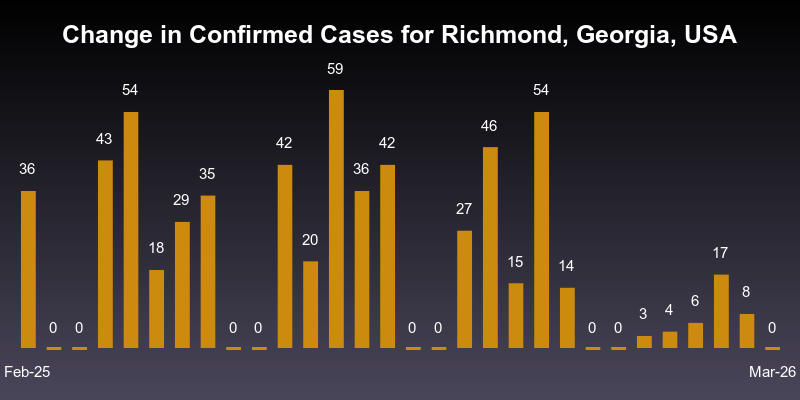 Change in Confirmed Cases for Richmond, Georgia, USA
36 0 0 43 54 18 29 35 0 0 42 20 59 36 42 0 0 27 46 15 54 14 0 0 3 4 6 17 8 0
Feb-25 Mar-26